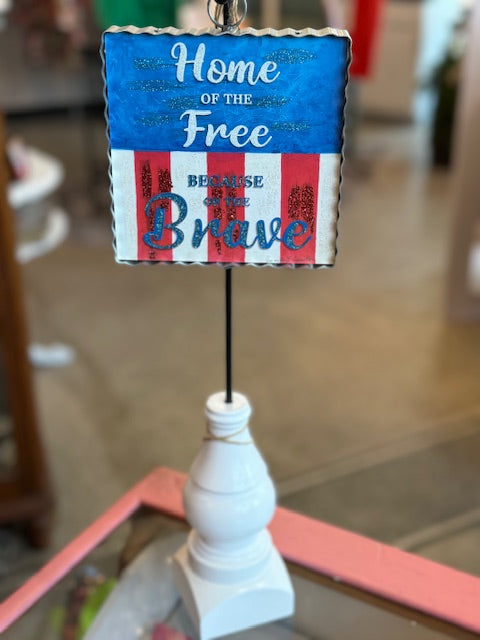 Home
OF THE
Free
BECAUSE
OF THE
Brave